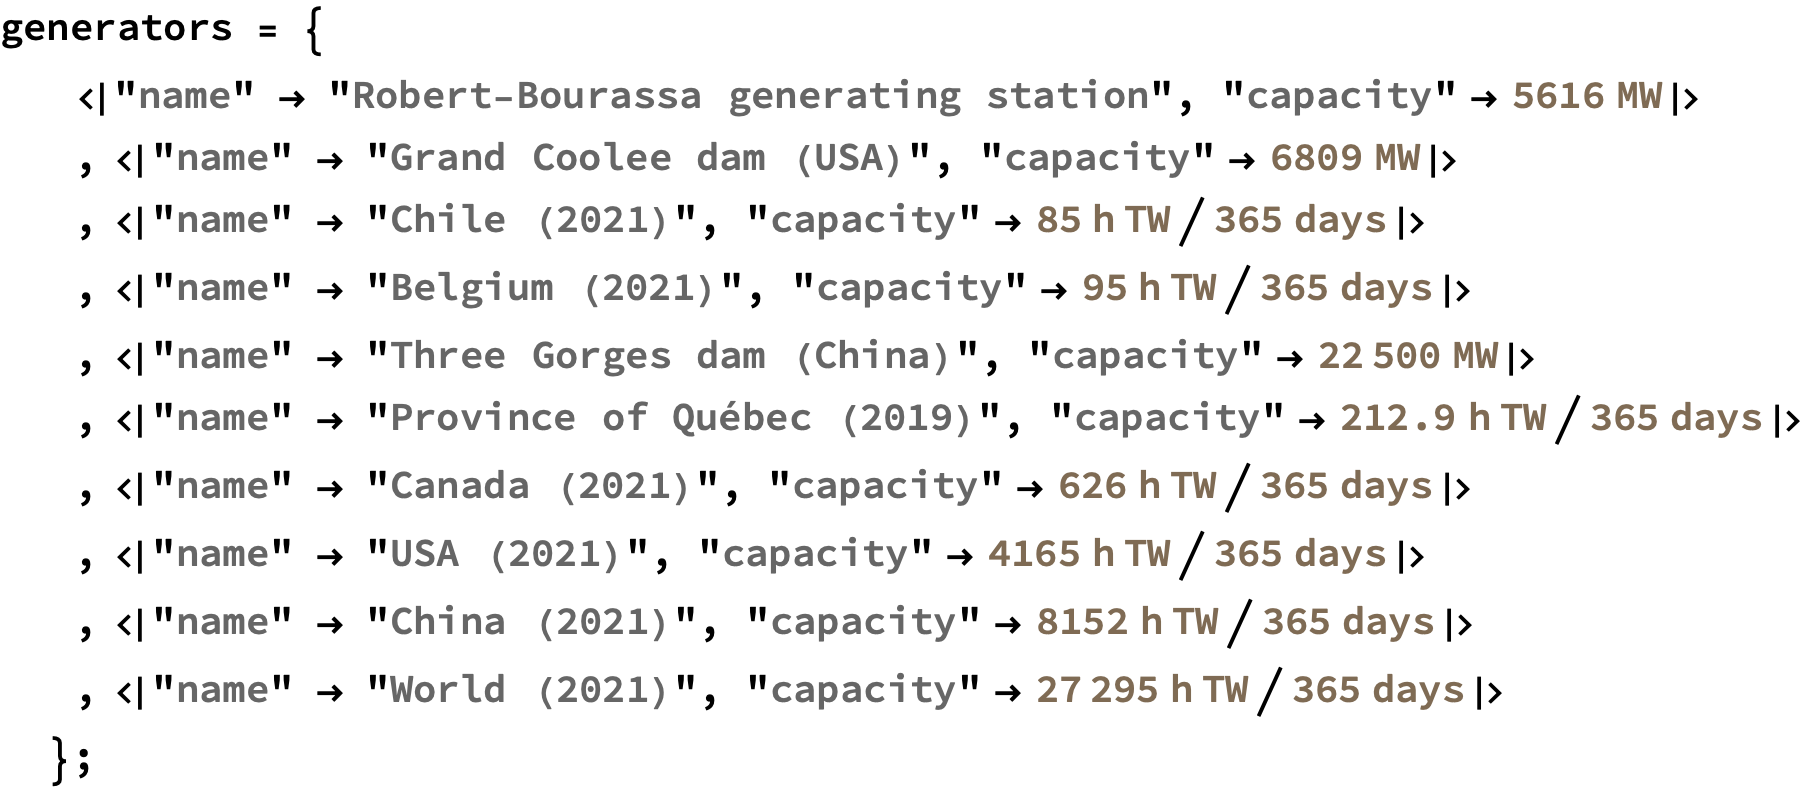 generators = {
<|"name" → "Robert-Bourassa generating station", "capacity" → 5616 MW|>
, <|"name" → "Grand Coolee dam (USA)", "capacity" → 6809 MW|>
, <|"name" → "Chile (2021)", "capacity" → 85 h TW / 365 days|>
, <|"name" → "Belgium (2021)", "capacity" → 95 h TW / 365 days|>
, <|"name" → "Three Gorges dam (China)", "capacity" → 22 500 MW|>
, <|"name" → "Province of Québec (2019)", "capacity" → 212.9 h TW / 365 days|>
, <|"name" → "Canada (2021)", "capacity" → 626 h TW / 365 days|>
, <|"name" → "USA (2021)", "capacity" → 4165 h TW / 365 days|>
, <|"name" → "China (2021)", "capacity" → 8152 h TW / 365 days|>
, <|"name" → "World (2021)", "capacity" → 27 295 h TW / 365 days|>
};